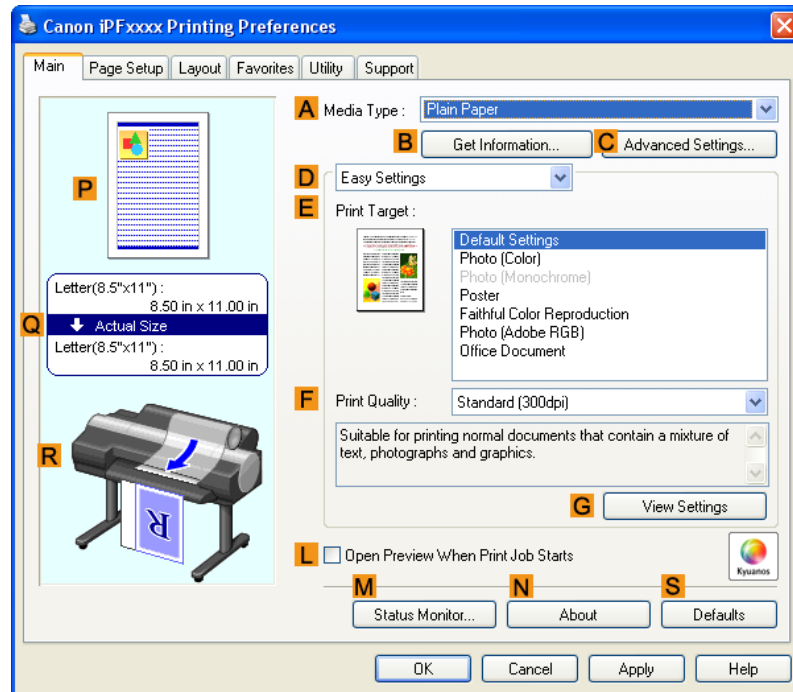 Canon iPFxxxx Printing Preferences
Main Page Setup Layout Favorites Utility Support
A Media Type : Plain Paper
B Get Information... C Advanced Settings...
D Easy Settings
E Print Target :
P
Default Settings
Photo (Color)
Photo (Monochrome)
Poster
Faithful Color Reproduction
Photo (Adobe RGB)
Office Document
Letter(8.5"x11") :
8.50 in x 11.00 in
Q Actual Size
Letter(8.5"x11") :
8.50 in x 11.00 in
F Print Quality : Standard (300dpi)
Suitable for printing normal documents that contain a mixture of
text, photographs and graphics.
R
R
G View Settings
L Open Preview When Print Job Starts
Kyuanos
M N S
Status Monitor... About Defaults
OK Cancel Apply Help